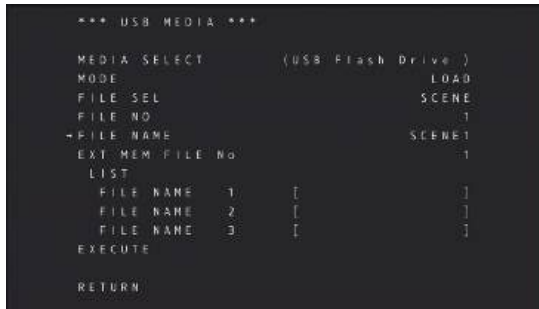 *** USB MEDIA ***
MEDIA SELECT (USB Flash Drive )
MODE LOAD
FILE SEL SCENE
FILE NO 1
→FILE NAME SCENE1
EXT MEM FILE No 1
LIST
FILE NAME 1 [ ]
FILE NAME 2 [ ]
FILE NAME 3 [ ]
EXECUTE
RETURN